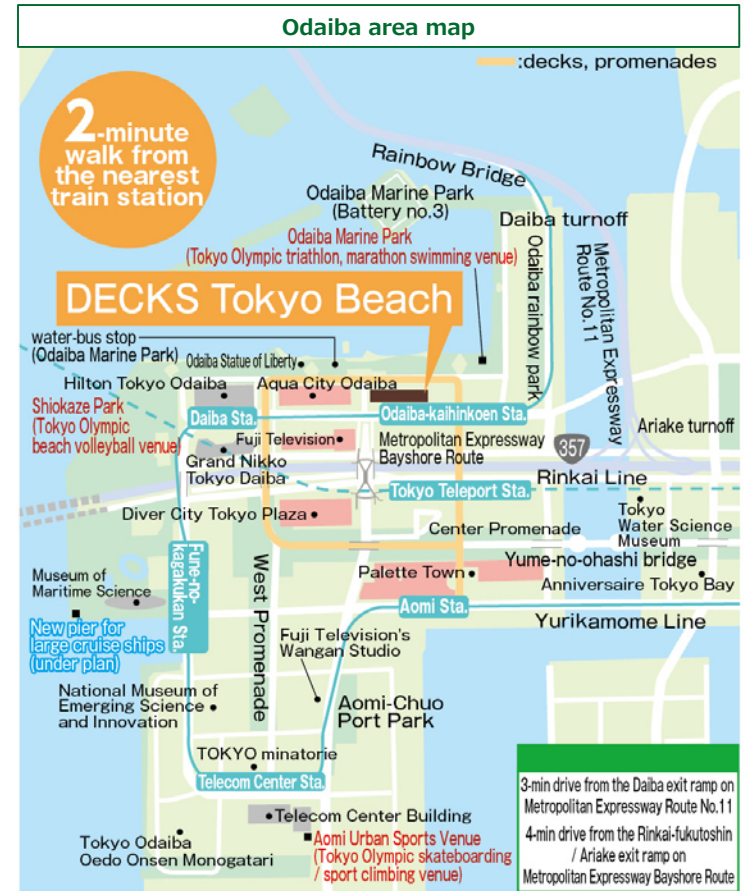 Odaiba area map
:decks, promenades
2-minute
walk from
the nearest
train station
Rainbow Bridge
Odaiba Marine Park
(Battery no.3)
Daiba turnoff
Odaiba Marine Park
(Tokyo Olympic triathlon, marathon swimming venue)
Odaiba rainbow park
Metropolitan Expressway
Route No.11
DECKS Tokyo Beach
water-bus stop
(Odaiba Marine Park)
Odaiba Statue of Liberty
Hilton Tokyo Odaiba
Aqua City Odaiba
Shiokaze Park
(Tokyo Olympic
beach volleyball venue)
Daiba Sta.
Odaiba-kaihinkoen Sta.
Ariake turnoff
Fuji Television
Metropolitan Expressway
Bayshore Route
357
Grand Nikko
Tokyo Daiba
Rinkai Line
Tokyo Teleport Sta.
Diver City Tokyo Plaza
Tokyo
Water Science
Museum
Center Promenade
Fune-no-
kagakukan Sta.
West Promenade
Yume-no-ohashi bridge
Palette Town
Anniversaire Tokyo Bay
Museum of
Maritime Science
Aomi Sta.
Yurikamome Line
New pier for
large cruise ships
(under plan)
Fuji Television's
Wangan Studio
National Museum of
Emerging Science
and Innovation
Aomi-Chuo
Port Park
TOKYO minatorie
Telecom Center Sta.
Telecom Center Building
Tokyo Odaiba
Oedo Onsen Monogatari
Aomi Urban Sports Venue
(Tokyo Olympic skateboarding
/ sport climbing venue)
3-min drive from the Daiba exit ramp on
Metropolitan Expressway Route No.11
4-min drive from the Rinkai-fukutoshin
/ Ariake exit ramp on
Metropolitan Expressway Bayshore Route